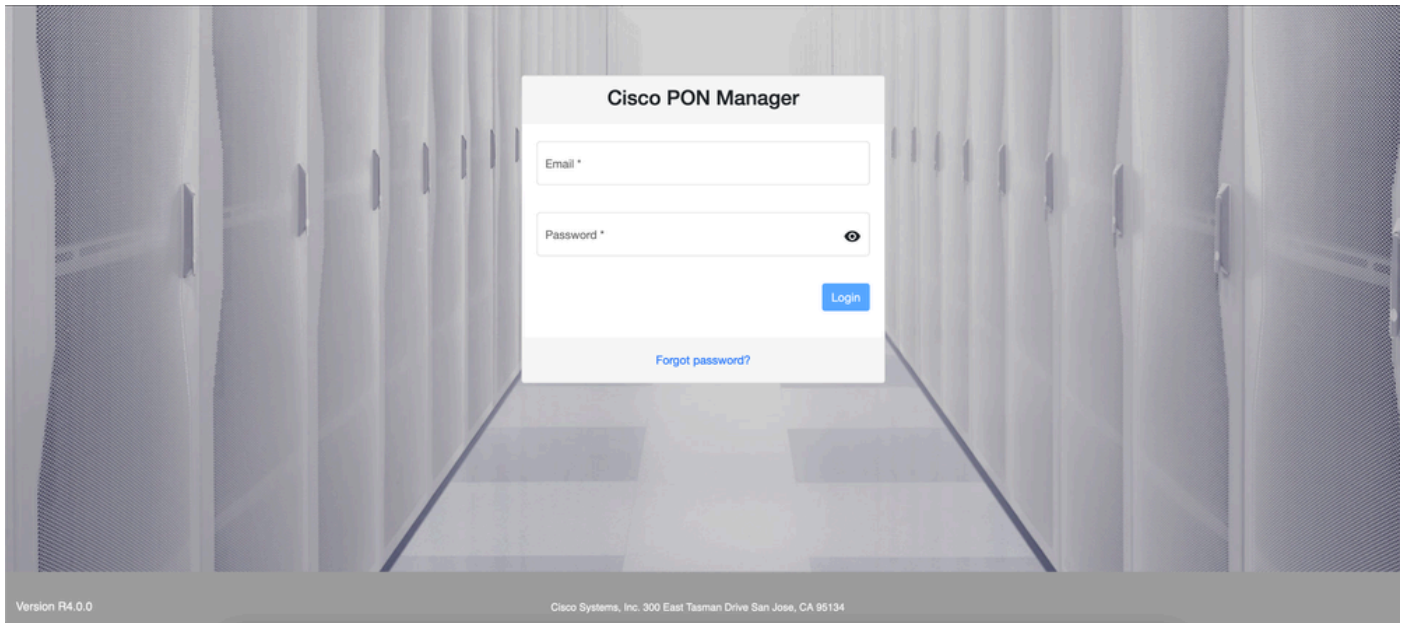 Cisco PON Manager
Email *
Password *
Login
Forgot password?
Version R4.0.0
Cisco Systems, Inc. 300 East Tasman Drive San Jose, CA 95134